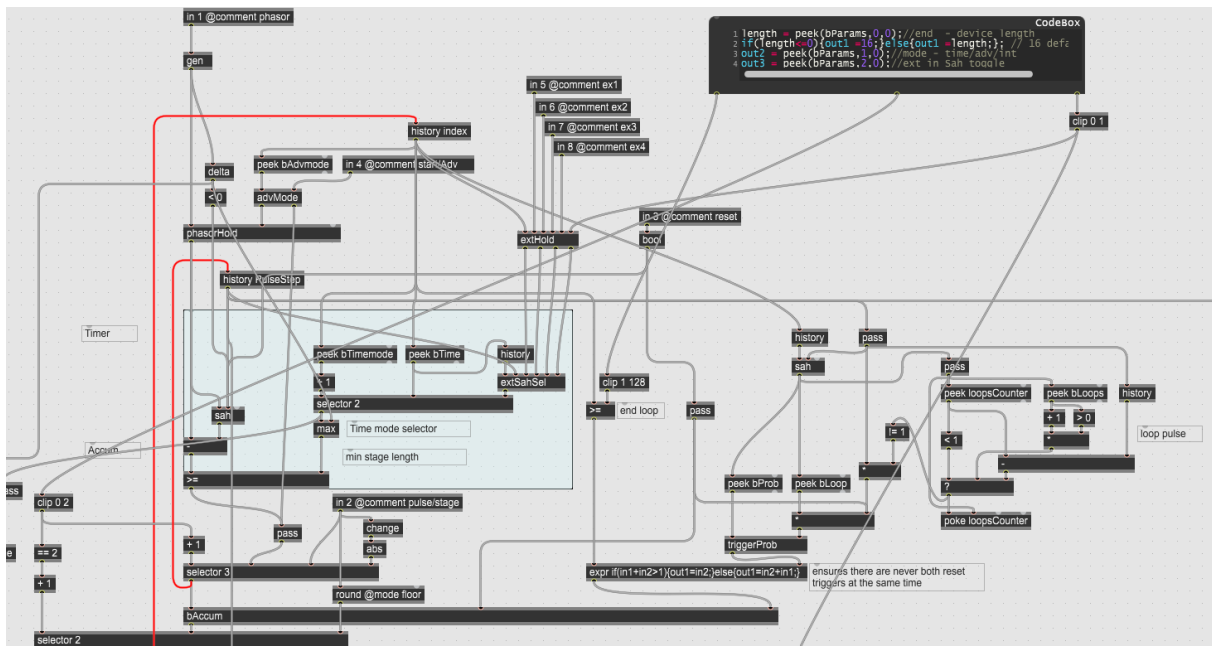 in 1 @comment phasor
CodeBox
1 length = peek(bParams,0,0);//end - device length
2 if(length<=0){out1 =16;}else{out1 =length;}; // 16 defa
3 out2 = peek(bParams,1,0);//mode - time/adv/int
4 out3 = peek(bParams,2,0);//ext in Sah toggle
gen
in 5 @comment ex1
in 6 @comment ex2
in 7 @comment ex3
in 8 @comment ex4
history index
clip 0 1
delta
peek bAdvmode
in 4 @comment start/Adv
< 0
advMode
in 3 @comment reset
phasorHold
extHold
bool
history PulseStep
Timer
history
pass
peek bTimemode
peek bTime
history
sah
pass
- 1
extSahSel
clip 1 128
peek loopsCounter
peek bLoops
history
selector 2
>=
end loop
pass
+ 1
> 0
sah
max
Time mode selector
!= 1
< 1
*
loop pulse
Accum
min stage length
*
-
>=
peek bProb
peek bLoop
?
ass
clip 0 2
in 2 @comment pulse/stage
*
poke loopsCounter
pass
change
+ 1
abs
triggerProb
e
== 2
selector 3
expr if(in1+in2>1){out1=in2;}else{out1=in2+in1;}
ensures there are never both reset
triggers at the same time
+ 1
round @mode floor
bAccum
selector 2